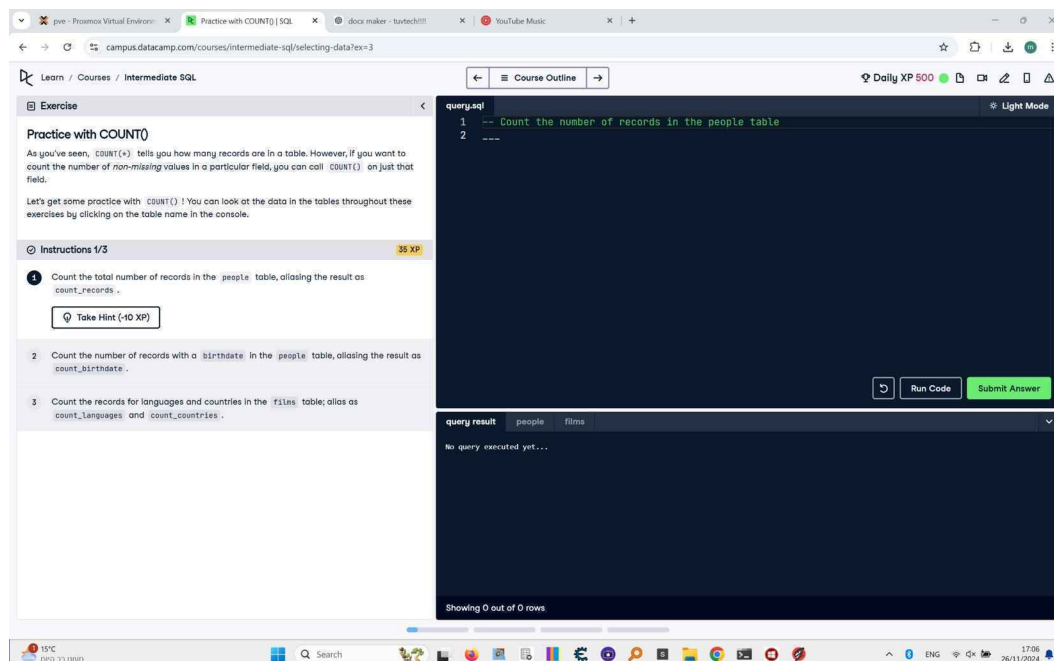 pve - Proxmox Virtual Environ
Practice with COUNT() | SQL
docx maker - tuvtech!!!!
YouTube Music
campus.datacamp.com/courses/intermediate-sql/selecting-data?ex=3
Learn / Courses / Intermediate SQL
Course Outline
Daily XP 500
Exercise
Practice with COUNT()
As you've seen, COUNT(*) tells you how many records are in a table. However, if you want to
count the number of non-missing values in a particular field, you can call COUNT() on just that
field.
Let's get some practice with COUNT() ! You can look at the data in the tables throughout these
exercises by clicking on the table name in the console.
Instructions 1/3
35 XP
1 Count the total number of records in the people table, aliasing the result as
count_records .
Take Hint (-10 XP)
2 Count the number of records with a birthdate in the people table, aliasing the result as
count_birthdate .
3 Count the records for languages and countries in the films table; alias as
count_languages and count_countries .
query.sql
Light Mode
1 -- Count the number of records in the people table
2 ___
Run Code
Submit Answer
query result people films
No query executed yet...
Showing 0 out of 0 rows
1
15°C
Search
ENG
17:06
26/11/2024